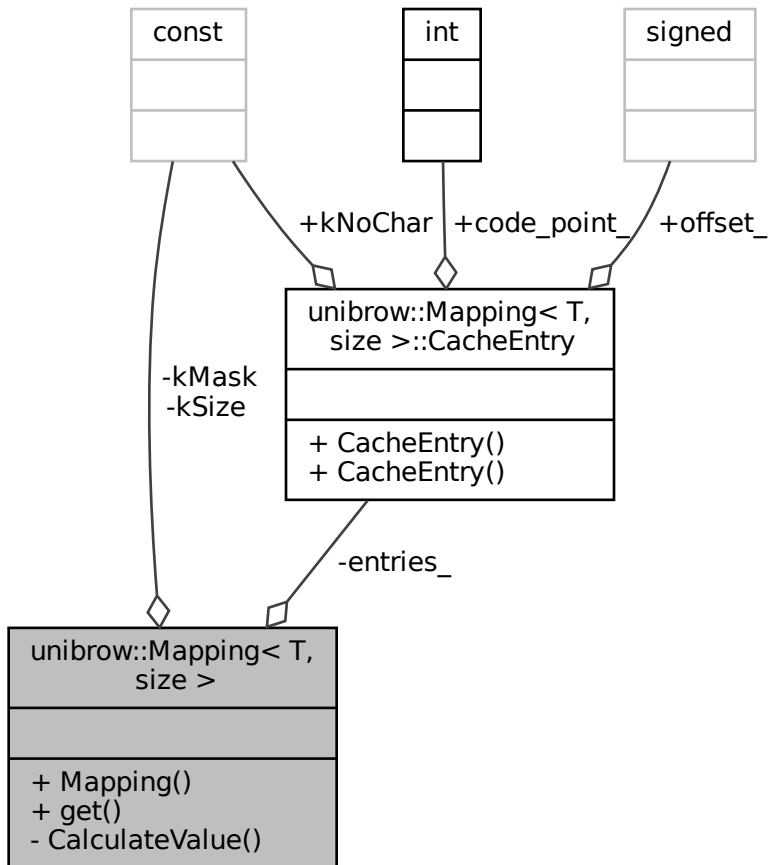 const
int
signed
+kNoChar
+code_point_
+offset_
unibrow::Mapping< T,
size >::CacheEntry
-kMask
-kSize
+ CacheEntry()
+ CacheEntry()
-entries_
unibrow::Mapping< T,
size >
+ Mapping()
+ get()
- CalculateValue()